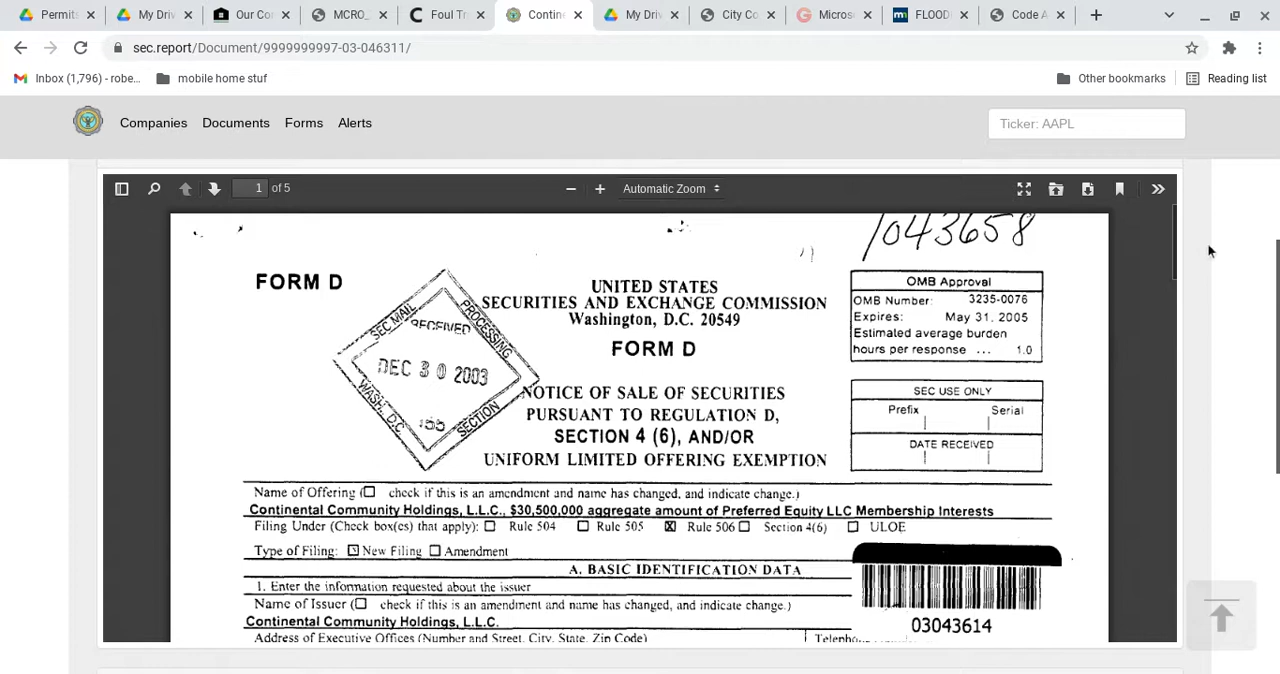 Permits
My Driv
Our Co
MCRO_
Foul Tr
Contin
My Driv
City Co
Micros
FLOOD
Code A
sec.report/Document/9999999997-03-046311/
Inbox (1,796) - robe...
mobile home stuf
Other bookmarks
Reading list
Companies
Documents
Forms
Alerts
Ticker: AAPL
1 of 5
Automatic Zoom
1043658
FORM D
SEC MAIL
PROCESSING
RECEIVED
DEC 30 2003
WASH. D.C.
155
SECTION
UNITED STATES
SECURITIES AND EXCHANGE COMMISSION
Washington, D.C. 20549
FORM D
NOTICE OF SALE OF SECURITIES
PURSUANT TO REGULATION D,
SECTION 4 (6), AND/OR
UNIFORM LIMITED OFFERING EXEMPTION
OMB Approval
OMB Number: 3235-0076
Expires: May 31, 2005
Estimated average burden
hours per response ... 1.0
SEC USE ONLY
Prefix Serial
DATE RECEIVED
Name of Offering (☐ check if this is an amendment and name has changed, and indicate change.)
Continental Community Holdings, L.L.C., $30,500,000 aggregate amount of Preferred Equity LLC Membership Interests
Filing Under (Check box(es) that apply): ☐ Rule 504 ☐ Rule 505 ☒ Rule 506 ☐ Section 4(6) ☐ ULOE
Type of Filing: ☒ New Filing ☐ Amendment
A. BASIC IDENTIFICATION DATA
1. Enter the information requested about the issuer
Name of Issuer (☐ check if this is an amendment and name has changed, and indicate change.)
Continental Community Holdings, L.L.C.
Address of Executive Offices (Number and Street, City, State, Zip Code)
03043614